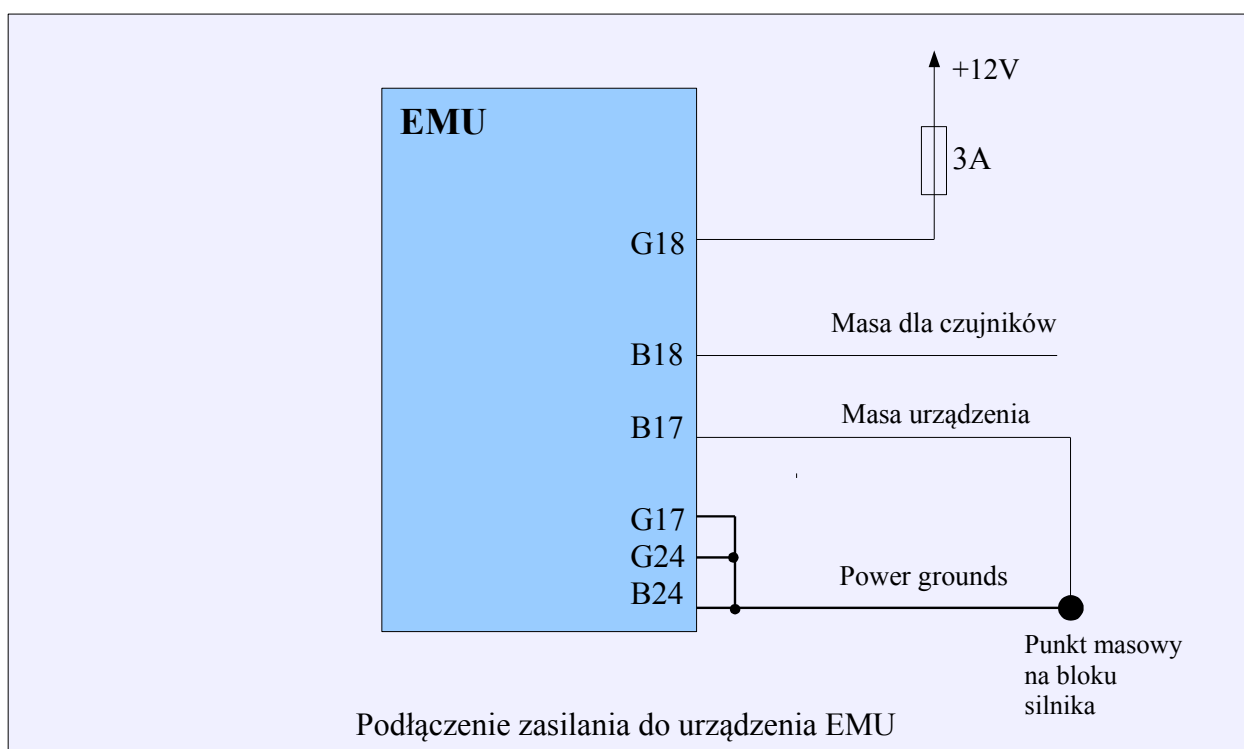 +12V
EMU
3A
G18
Masa dla czujników
B18
Masa urządzenia
B17
G17
G24
Power grounds
B24
Punkt masowy
na bloku
silnika
Podłączenie zasilania do urządzenia EMU